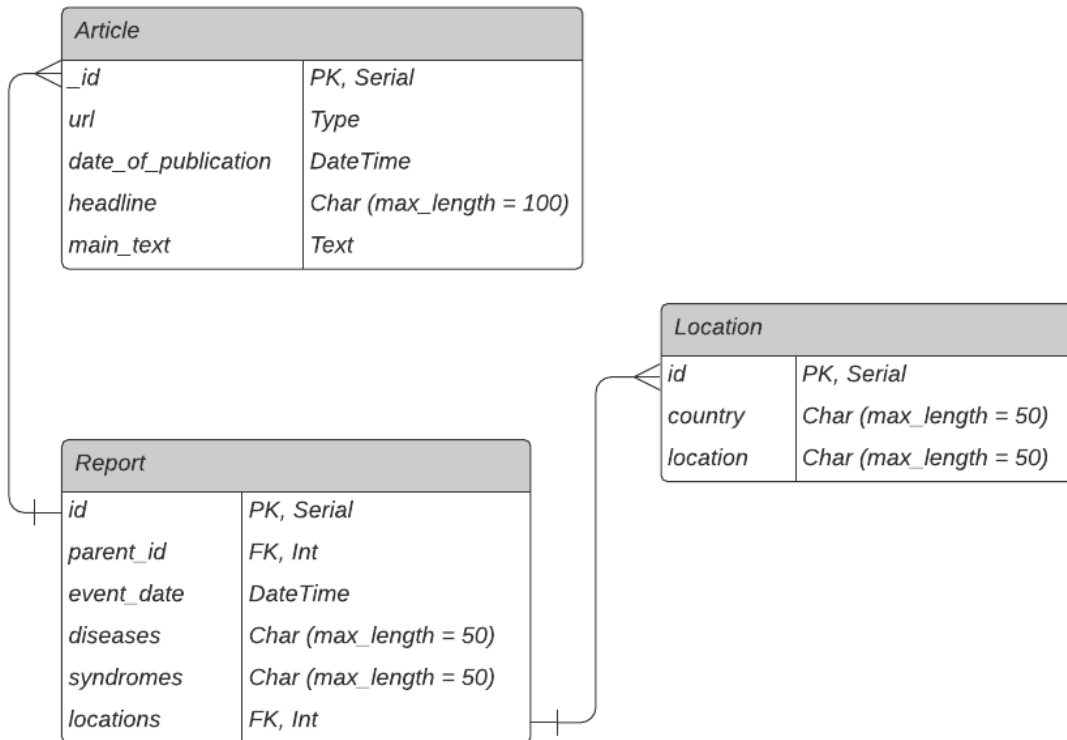 Article
_id PK, Serial
url Type
date_of_publication DateTime
headline Char (max_length = 100)
main_text Text
Location
id PK, Serial
country Char (max_length = 50)
location Char (max_length = 50)
Report
id PK, Serial
parent_id FK, Int
event_date DateTime
diseases Char (max_length = 50)
syndromes Char (max_length = 50)
locations FK, Int